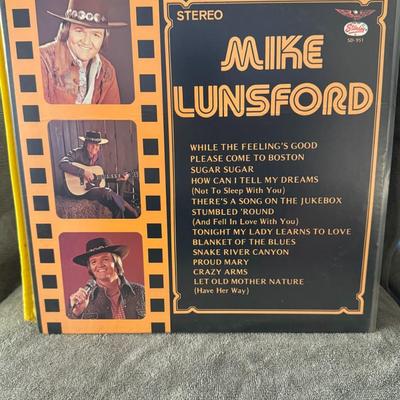 STEREO
Starday
SD-951
MIKE
LUNSFORD
WHILE THE FEELING'S GOOD
PLEASE COME TO BOSTON
SUGAR SUGAR
HOW CAN I TELL MY DREAMS
(Not To Sleep With You)
THERE'S A SONG ON THE JUKEBOX
STUMBLED 'ROUND
(And Fell In Love With You)
TONIGHT MY LADY LEARNS TO LOVE
BLANKET OF THE BLUES
SNAKE RIVER CANYON
PROUD MARY
CRAZY ARMS
LET OLD MOTHER NATURE
(Have Her Way)